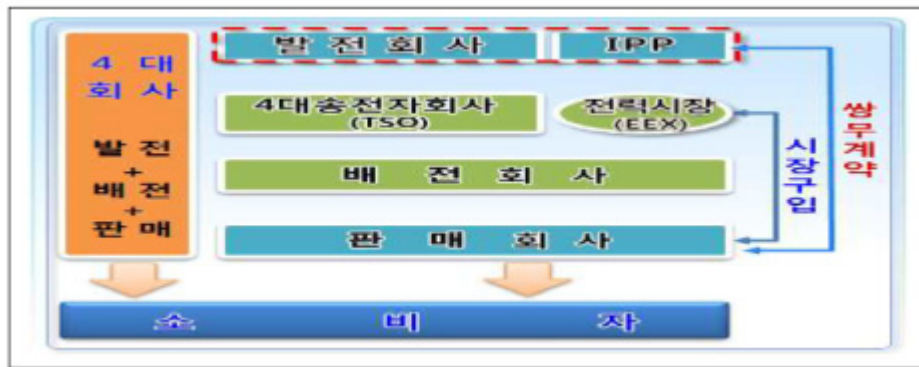 4 대
회 사
발 전
+
배 전
+
판 매
발 전 회 사
IPP
4대송전자회사
(TSO)
전력시장
(EEX)
배 전 회 사
판 매 회 사
시장구입
쌍무계약
소 비 자